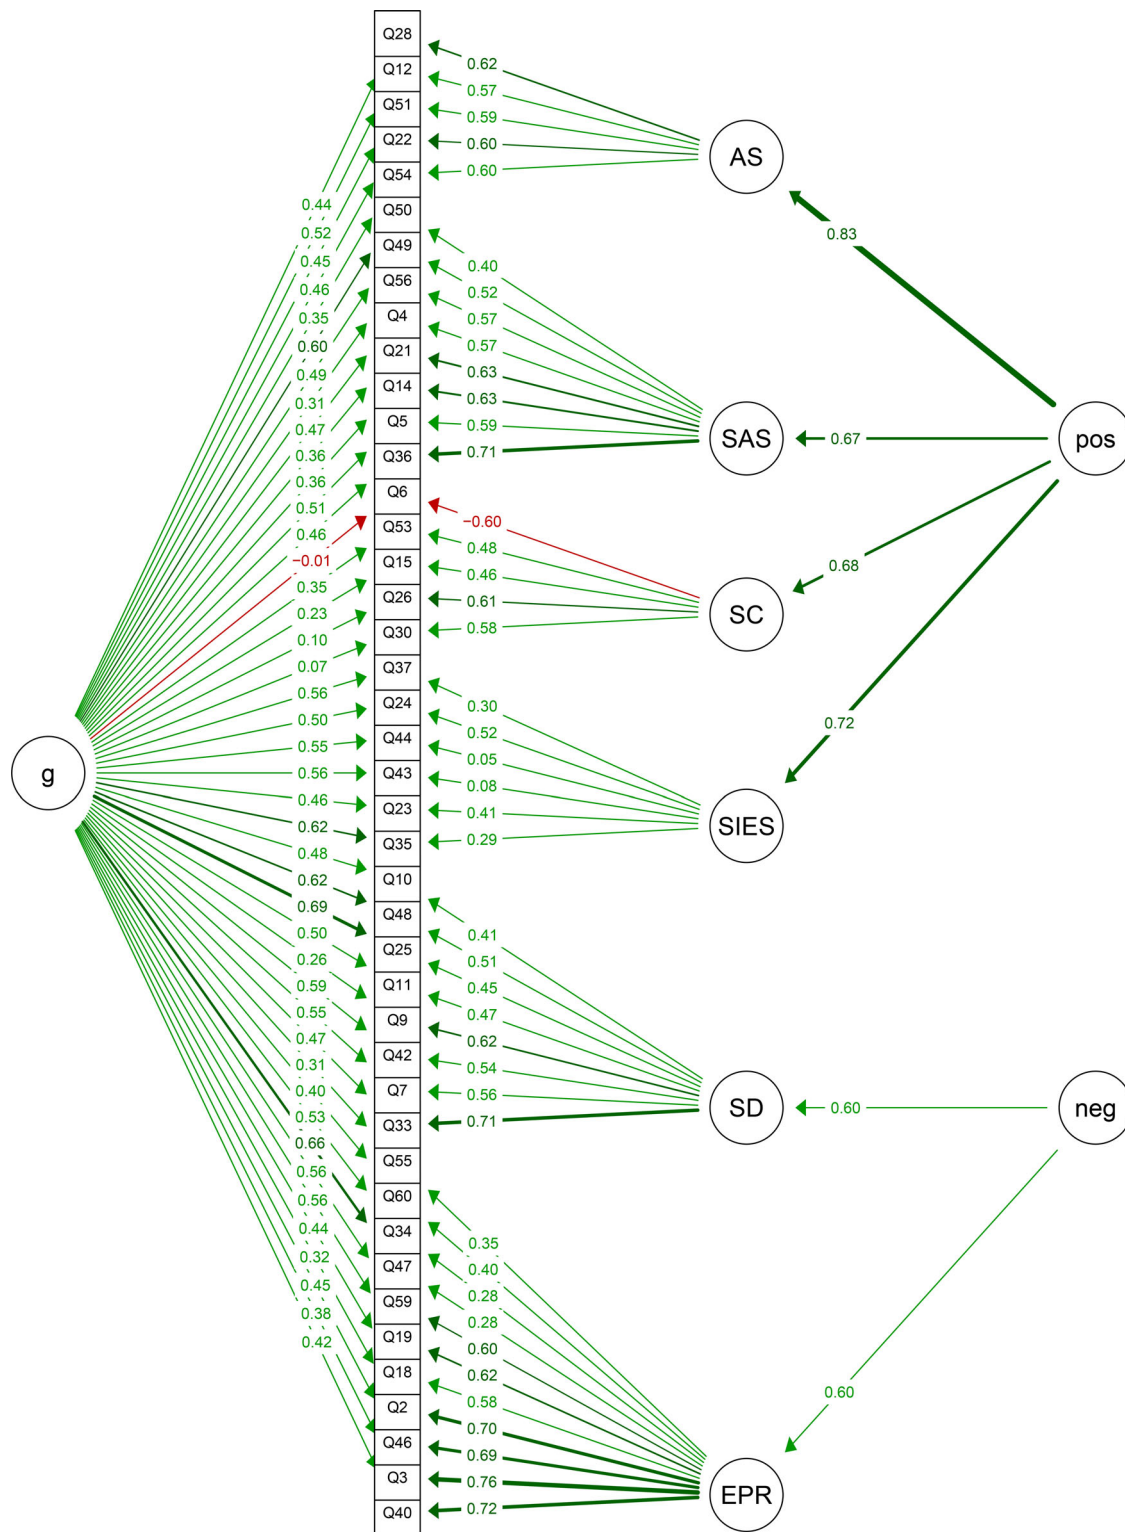 Q28
Q12
Q51
Q22
Q54
Q50
Q49
Q56
Q4
Q21
Q14
Q5
Q36
Q6
Q53
Q15
Q26
Q30
Q37
Q24
Q44
Q43
Q23
Q35
Q10
Q48
Q25
Q11
Q9
Q42
Q7
Q33
Q55
Q60
Q34
Q47
Q59
Q19
Q18
Q2
Q46
Q3
Q40
g
0.44
0.52
0.45
0.46
0.35
0.60
0.49
0.31
0.47
0.36
0.36
0.51
0.46
−0.01
0.35
0.23
0.10
0.07
0.56
0.50
0.55
0.56
0.46
0.62
0.48
0.62
0.69
0.50
0.26
0.59
0.55
0.47
0.31
0.40
0.53
0.66
0.56
0.56
0.44
0.32
0.45
0.38
0.42
0.62
0.57
0.59
0.60
0.60
AS
0.40
0.52
0.57
0.57
0.63
0.63
0.59
0.71
SAS
−0.60
0.48
0.46
0.61
0.58
SC
0.30
0.52
0.05
0.08
0.41
0.29
SIES
0.41
0.51
0.45
0.47
0.62
0.54
0.56
0.71
SD
0.35
0.40
0.28
0.28
0.60
0.62
0.58
0.70
0.69
0.76
0.72
EPR
0.83
0.67
0.68
0.72
pos
0.60
0.60
neg